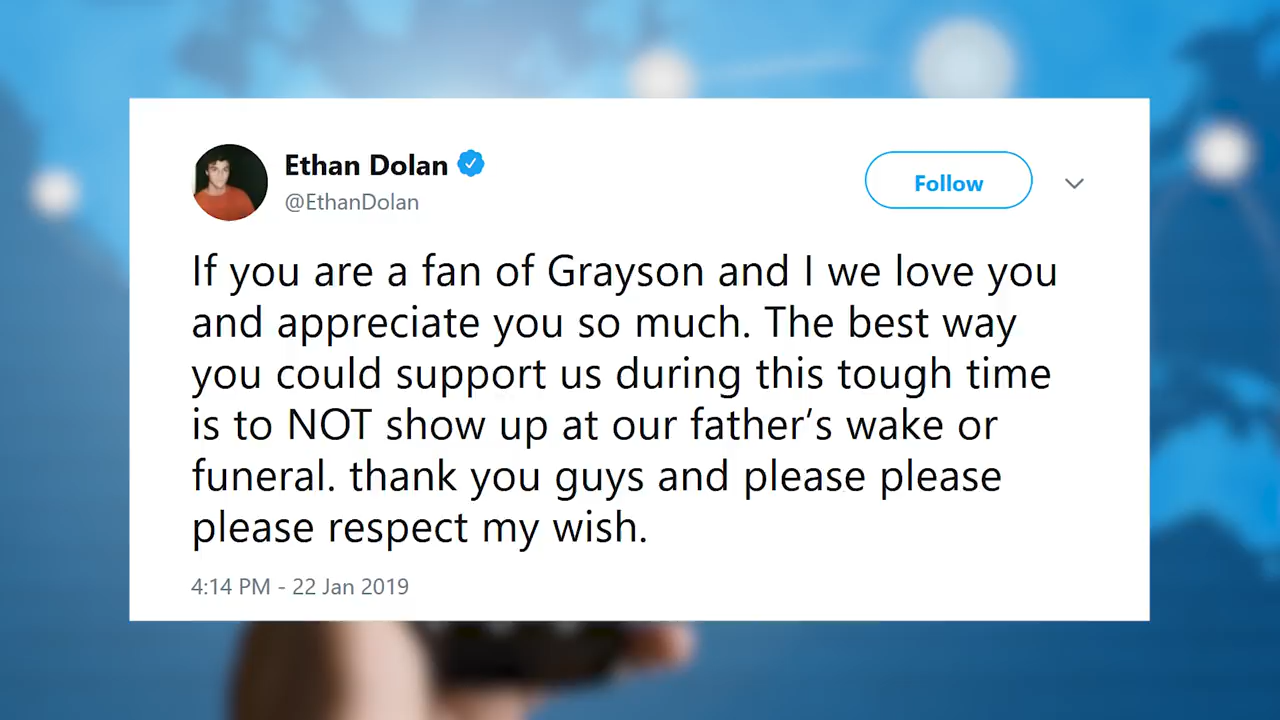 Ethan Dolan
@EthanDolan
Follow
If you are a fan of Grayson and I we love you
and appreciate you so much. The best way
you could support us during this tough time
is to NOT show up at our father’s wake or
funeral. thank you guys and please please
please respect my wish.
4:14 PM - 22 Jan 2019